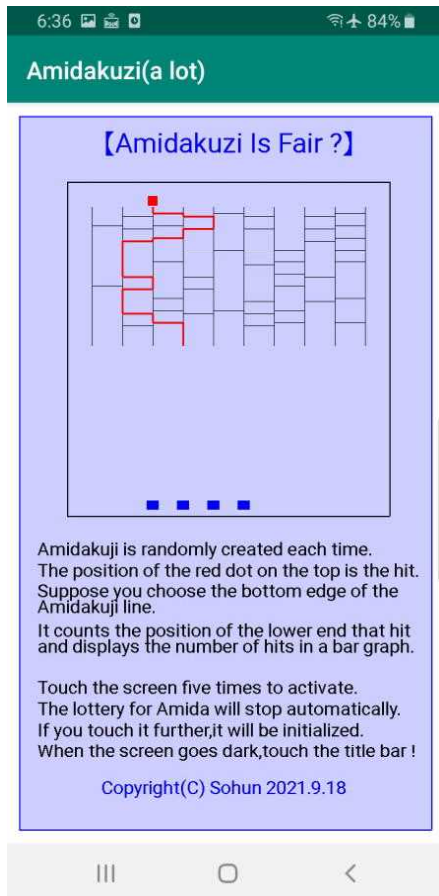 6:36
84%
Amidakuzi(a lot)
【Amidakuzi Is Fair ?】
Amidakuji is randomly created each time.
The position of the red dot on the top is the hit.
Suppose you choose the bottom edge of the
Amidakuji line.
It counts the position of the lower end that hit
and displays the number of hits in a bar graph.
Touch the screen five times to activate.
The lottery for Amida will stop automatically.
If you touch it further,it will be initialized.
When the screen goes dark,touch the title bar !
Copyright(C) Sohun 2021.9.18